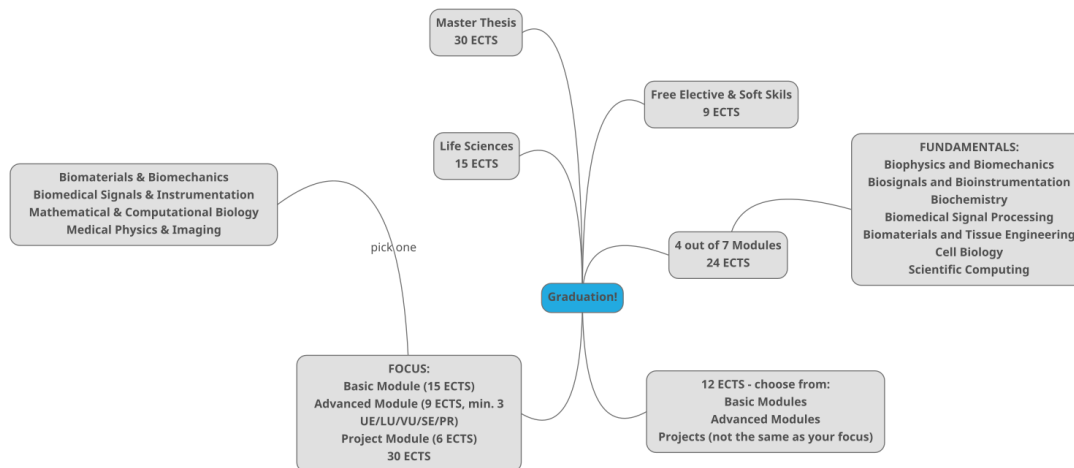 Master Thesis
30 ECTS
Free Elective & Soft Skils
9 ECTS
Life Sciences
15 ECTS
Biomaterials & Biomechanics
Biomedical Signals & Instrumentation
Mathematical & Computational Biology
Medical Physics & Imaging
pick one
FUNDAMENTALS:
Biophysics and Biomechanics
Biosignals and Bioinstrumentation
Biochemistry
Biomedical Signal Processing
Biomaterials and Tissue Engineering
Cell Biology
Scientific Computing
4 out of 7 Modules
24 ECTS
Graduation!
FOCUS:
Basic Module (15 ECTS)
Advanced Module (9 ECTS, min. 3
UE/LU/VU/SE/PR)
Project Module (6 ECTS)
30 ECTS
12 ECTS - choose from:
Basic Modules
Advanced Modules
Projects (not the same as your focus)